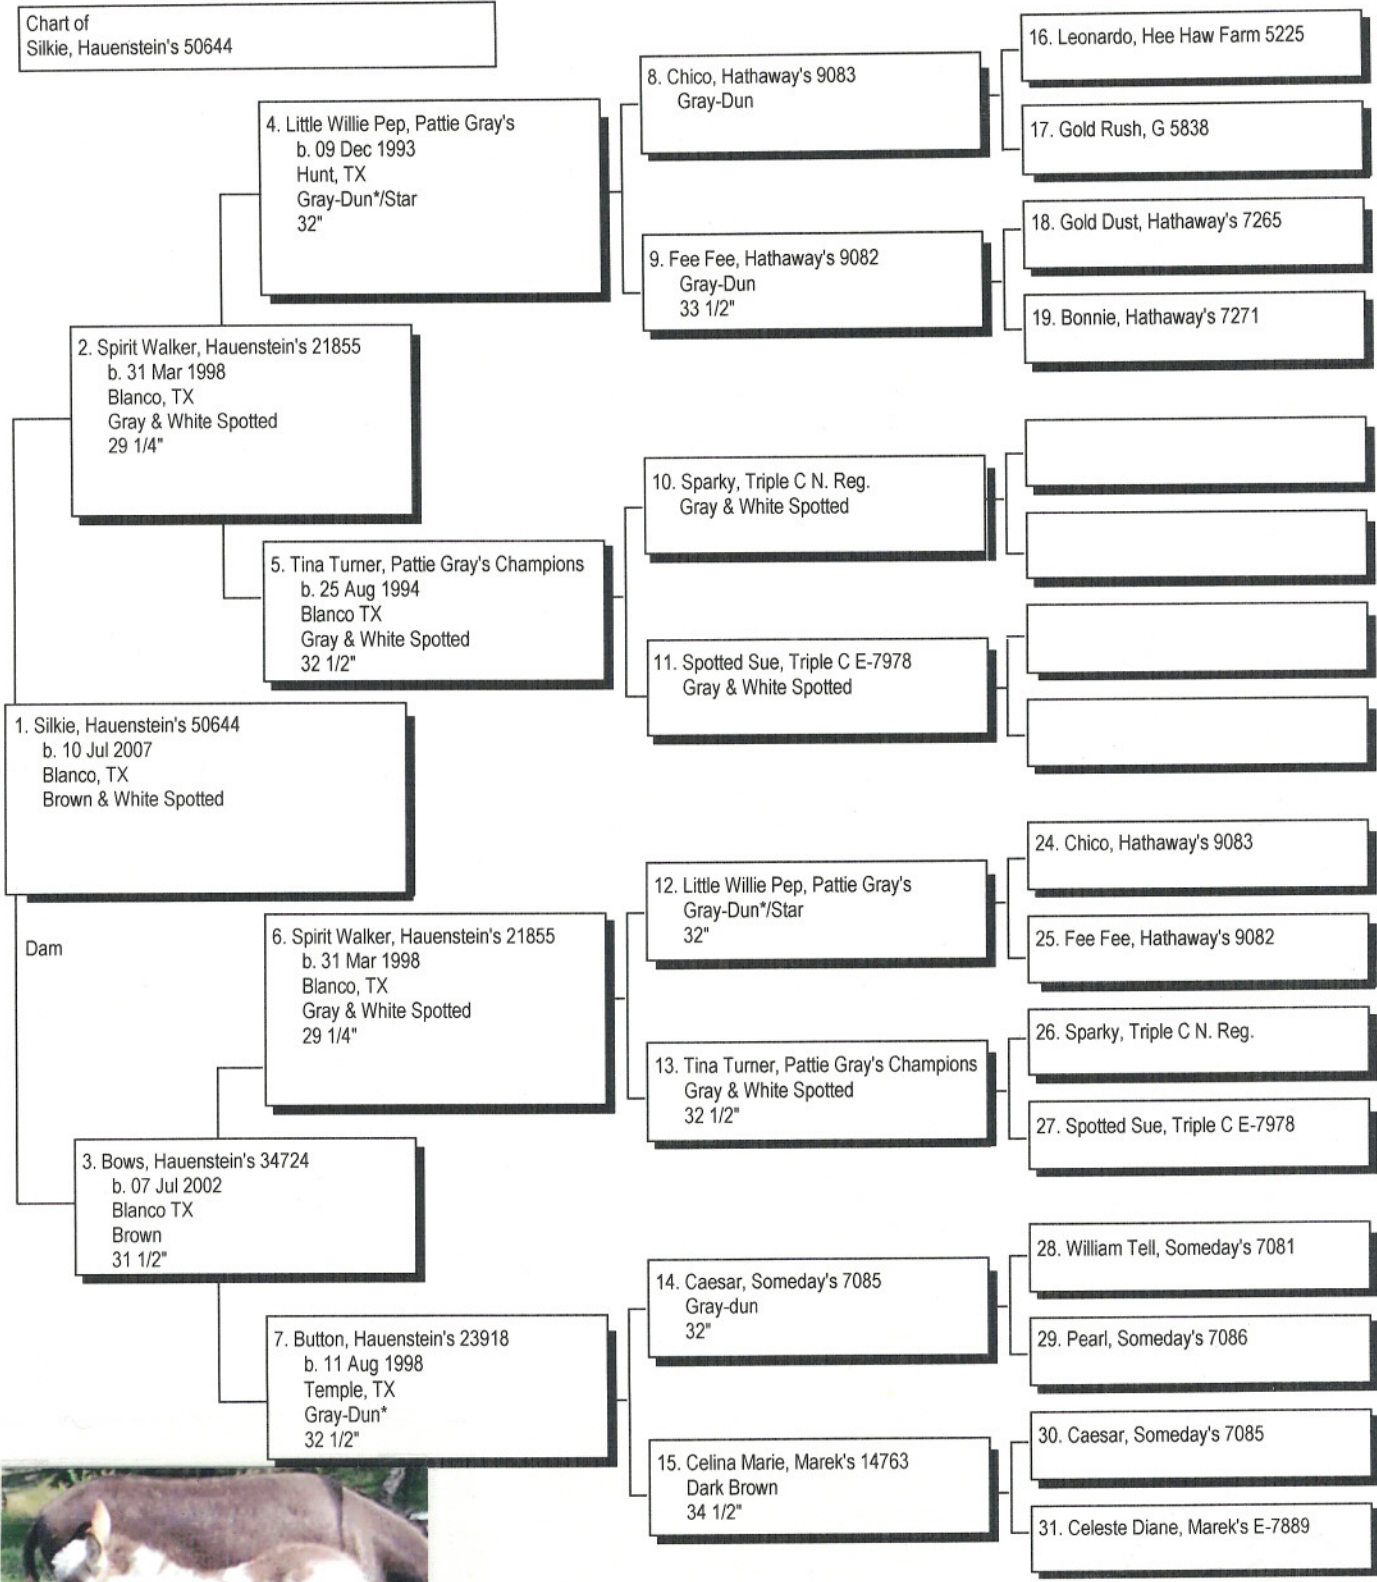 Chart of
Silkie, Hauenstein's 50644
16. Leonardo, Hee Haw Farm 5225
8. Chico, Hathaway's 9083
Gray-Dun
17. Gold Rush, G 5838
4. Little Willie Pep, Pattie Gray's
b. 09 Dec 1993
Hunt, TX
Gray-Dun*/Star
32"
18. Gold Dust, Hathaway's 7265
9. Fee Fee, Hathaway's 9082
Gray-Dun
33 1/2"
19. Bonnie, Hathaway's 7271
2. Spirit Walker, Hauenstein's 21855
b. 31 Mar 1998
Blanco, TX
Gray & White Spotted
29 1/4"
10. Sparky, Triple C N. Reg.
Gray & White Spotted
5. Tina Turner, Pattie Gray's Champions
b. 25 Aug 1994
Blanco TX
Gray & White Spotted
32 1/2"
11. Spotted Sue, Triple C E-7978
Gray & White Spotted
1. Silkie, Hauenstein's 50644
b. 10 Jul 2007
Blanco, TX
Brown & White Spotted
24. Chico, Hathaway's 9083
12. Little Willie Pep, Pattie Gray's
Gray-Dun*/Star
32"
25. Fee Fee, Hathaway's 9082
Dam
6. Spirit Walker, Hauenstein's 21855
b. 31 Mar 1998
Blanco, TX
Gray & White Spotted
29 1/4"
26. Sparky, Triple C N. Reg.
13. Tina Turner, Pattie Gray's Champions
Gray & White Spotted
32 1/2"
27. Spotted Sue, Triple C E-7978
3. Bows, Hauenstein's 34724
b. 07 Jul 2002
Blanco TX
Brown
31 1/2"
28. William Tell, Someday's 7081
14. Caesar, Someday's 7085
Gray-dun
32"
29. Pearl, Someday's 7086
7. Button, Hauenstein's 23918
b. 11 Aug 1998
Temple, TX
Gray-Dun*
32 1/2"
30. Caesar, Someday's 7085
15. Celina Marie, Marek's 14763
Dark Brown
34 1/2"
31. Celeste Diane, Marek's E-7889